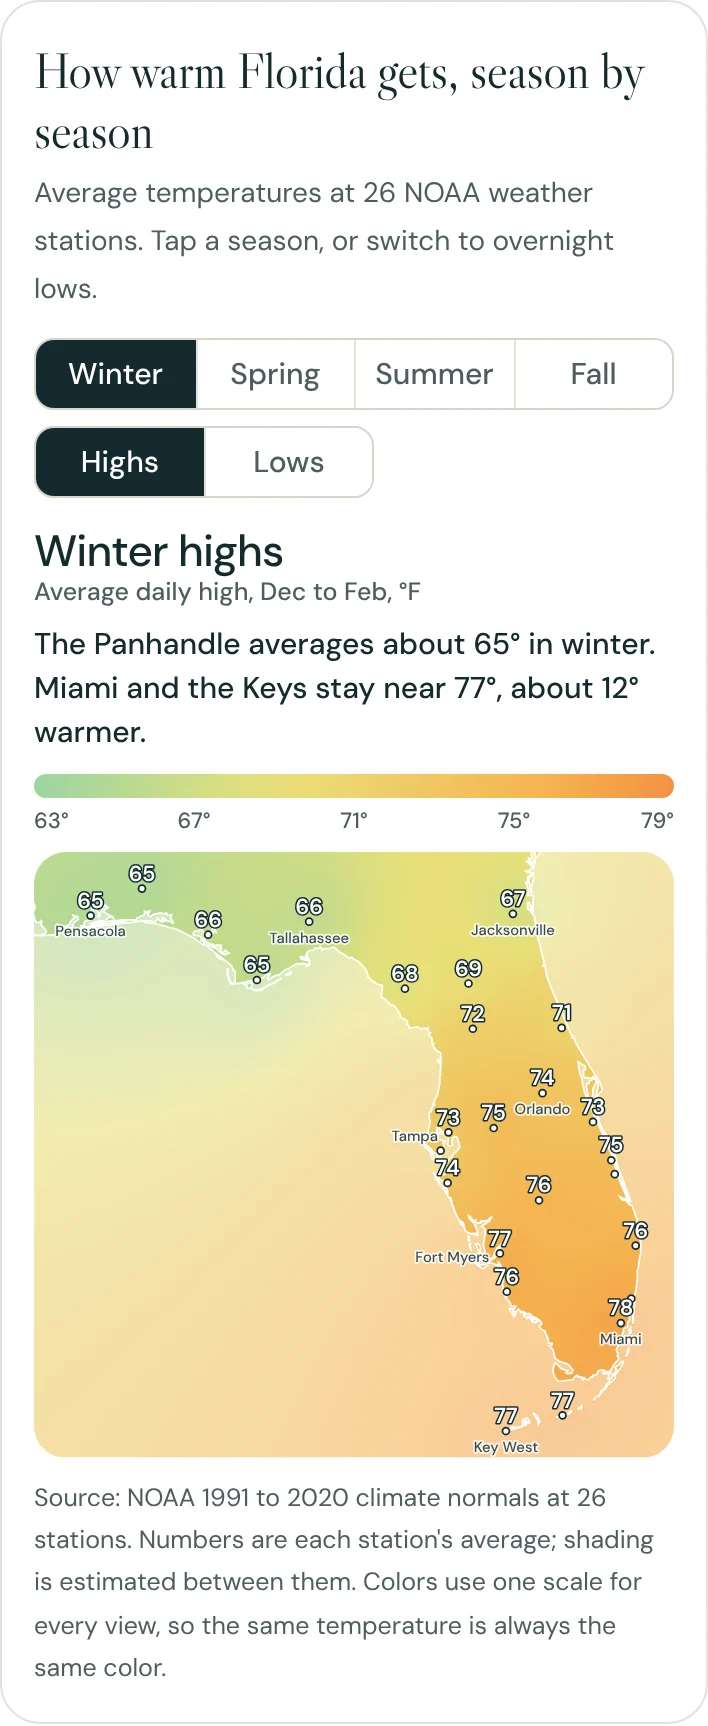 How warm Florida gets, season by
season
Average temperatures at 26 NOAA weather
stations. Tap a season, or switch to overnight
lows.
Winter Spring Summer Fall
Highs Lows
Winter highs
Average daily high, Dec to Feb, °F
The Panhandle averages about 65° in winter.
Miami and the Keys stay near 77°, about 12°
warmer.
63° 67° 71° 75° 79°
65
65
Pensacola
66
66
Tallahassee
67
Jacksonville
65
68
69
72
71
74
Orlando
73
75
73
Tampa
74
75
76
76
77
Fort Myers
76
78
Miami
77
77
Key West
Source: NOAA 1991 to 2020 climate normals at 26
stations. Numbers are each station's average; shading
is estimated between them. Colors use one scale for
every view, so the same temperature is always the
same color.